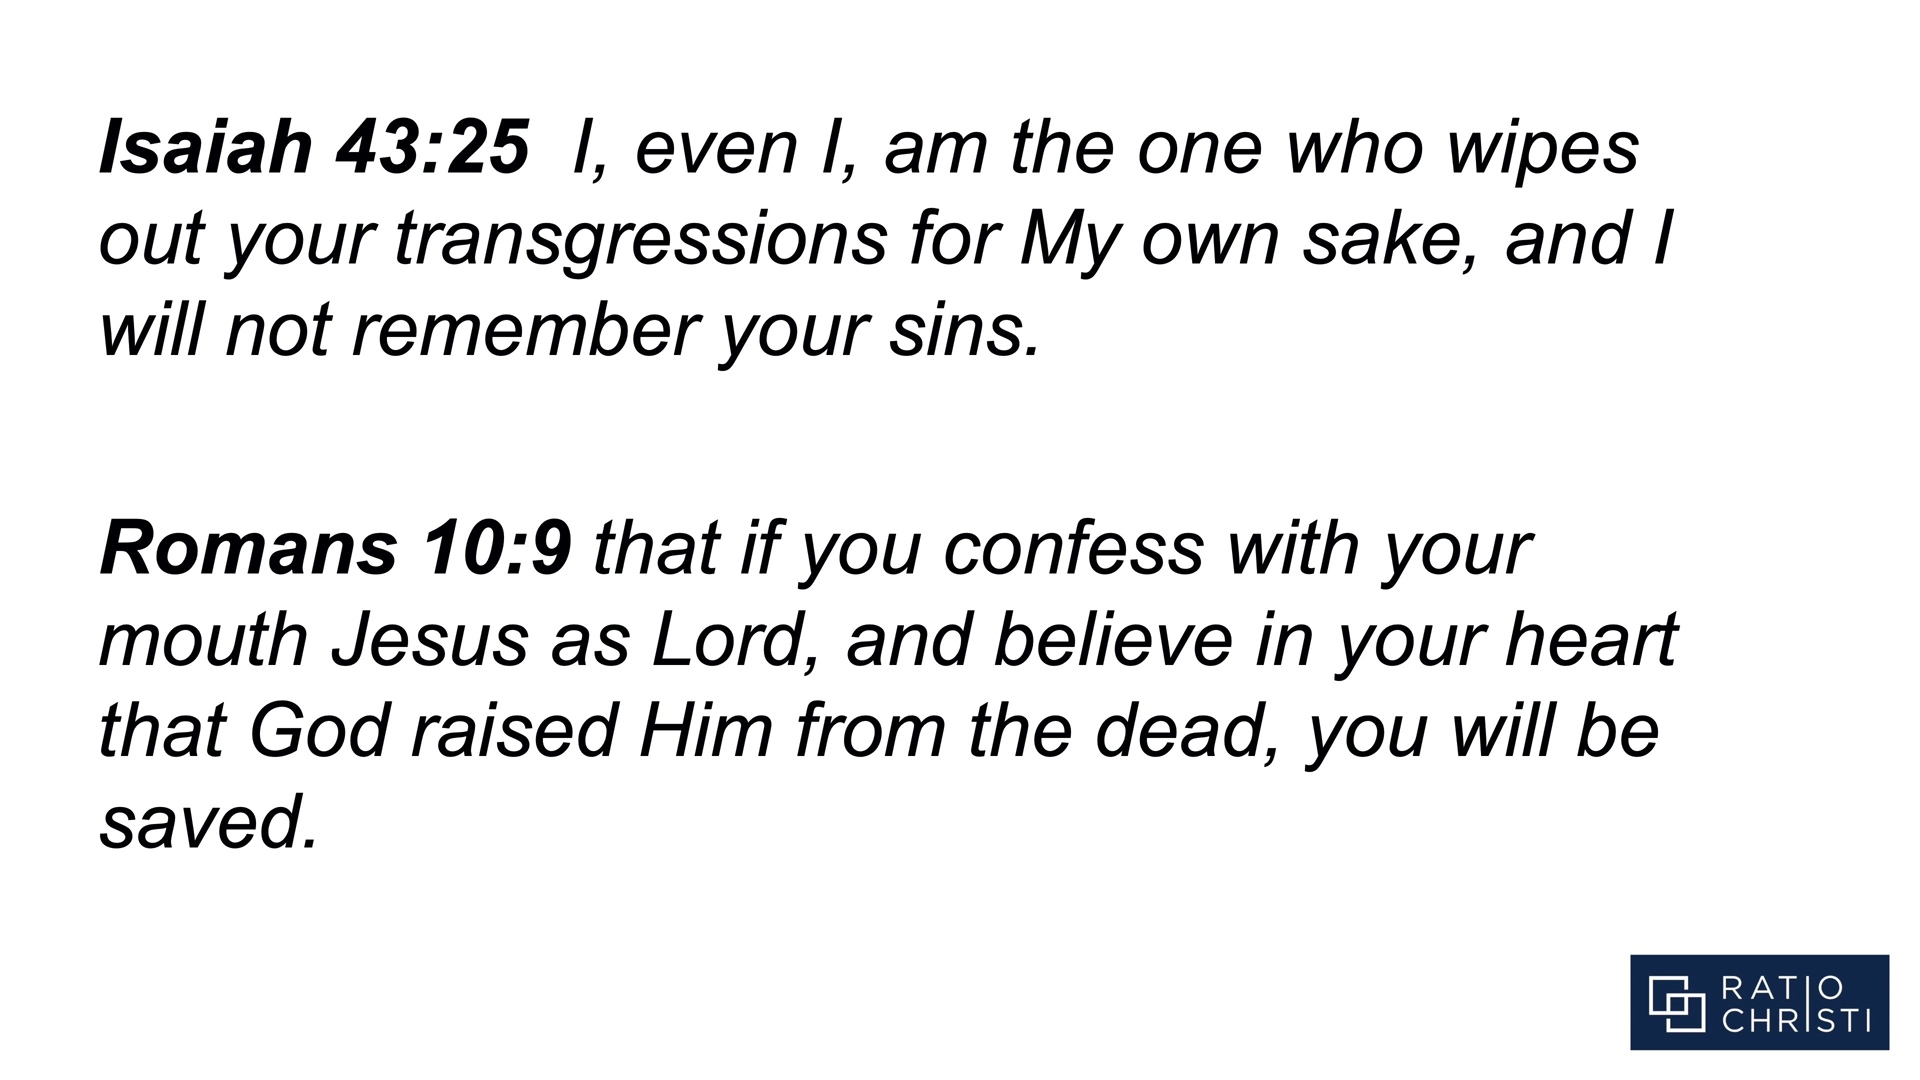 Isaiah 43:25  I, even I, am the one who wipes
out your transgressions for My own sake, and I
will not remember your sins.
Romans 10:9 that if you confess with your
mouth Jesus as Lord, and believe in your heart
that God raised Him from the dead, you will be
saved.
RATIO
CHRISTI